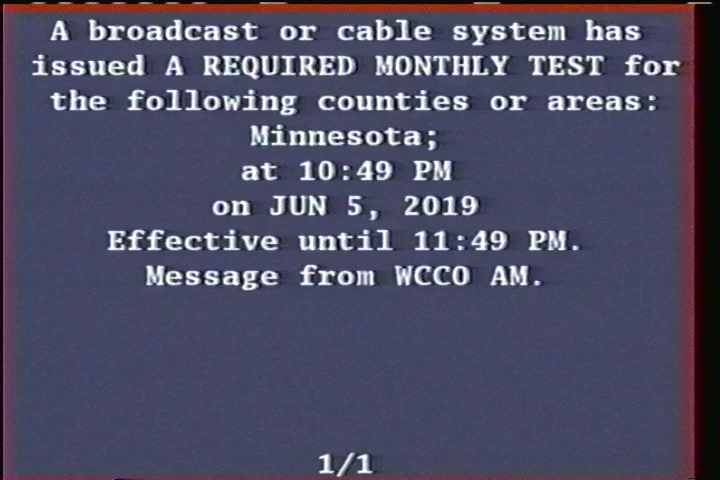 A broadcast or cable system has
issued A REQUIRED MONTHLY TEST for
the following counties or areas:
Minnesota;
at 10:49 PM
on JUN 5, 2019
Effective until 11:49 PM.
Message from WCCO AM.
1/1